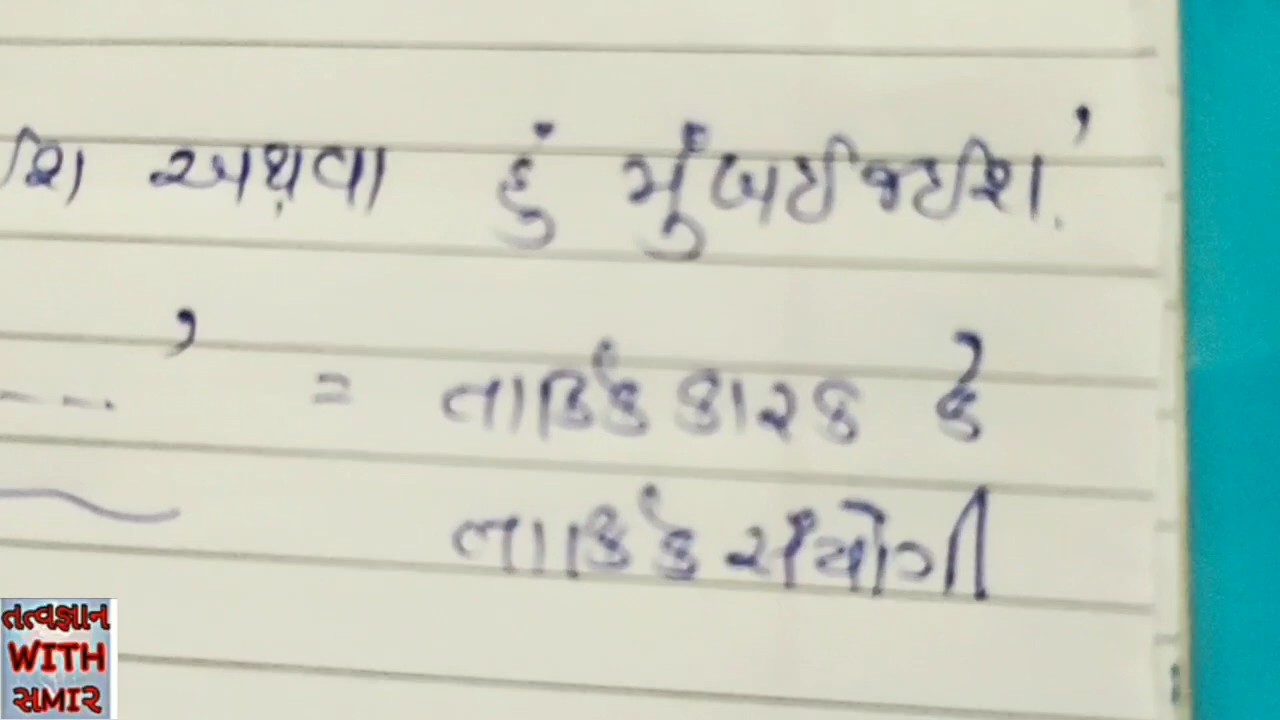 શિ અથવા હું મુંબઈ જઈશ.'
---' = તાર્કિક કારક કે
તાર્કિક સંયોગી
તત્વજ્ઞાન
WITH
સમીર